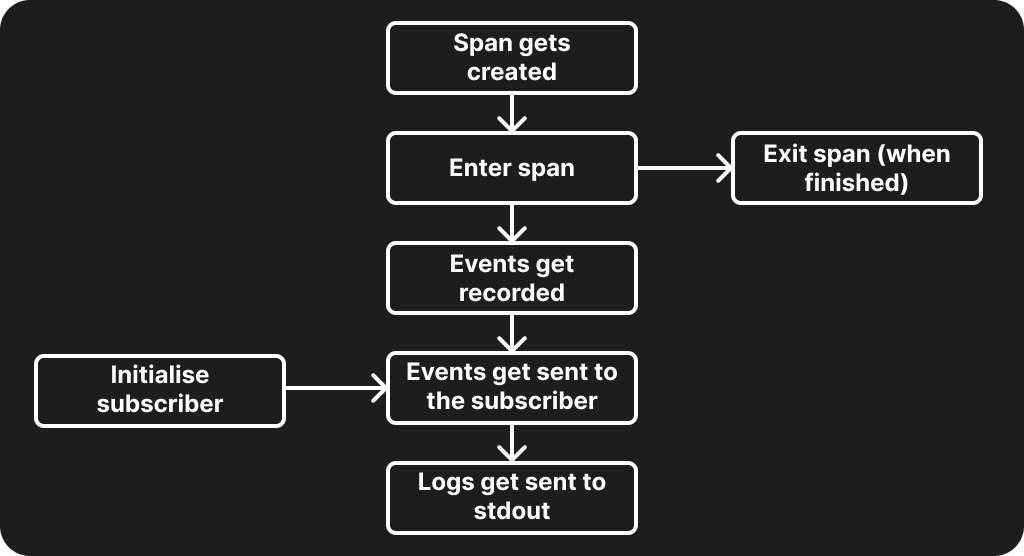 Span gets
created
Enter span
Exit span (when
finished)
Events get
recorded
Initialise
subscriber
Events get sent to
the subscriber
Logs get sent to
stdout